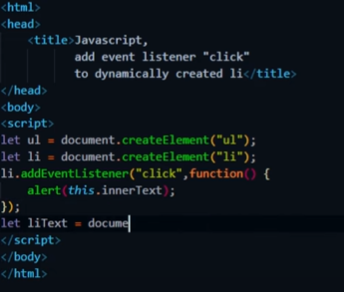 <html>
<head>
<title>Javascript,
add event listener "click"
to dynamically created li</title>
</head>
<body>
<script>
let ul = document.createElement("ul");
let li = document.createElement("li");
li.addEventListener("click",function() {
alert(this.innerText);
});
let liText = docume
</script>
</body>
</html>